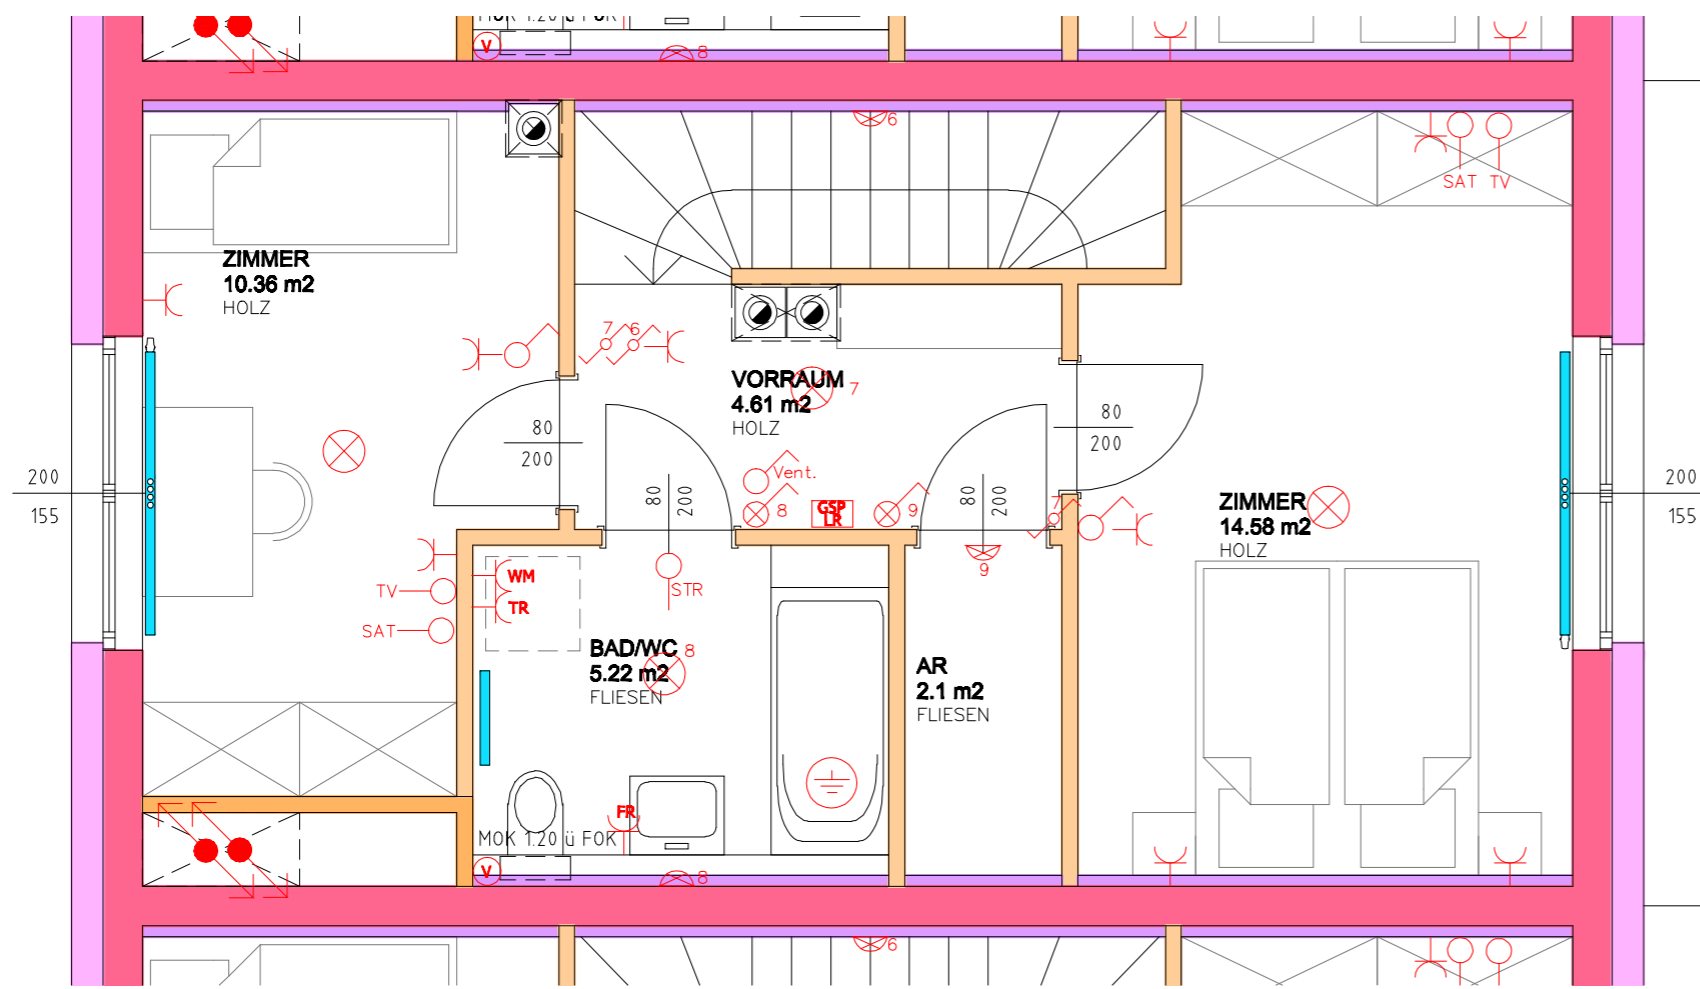 MOK 1.20 ü FOK
V
8
6
SAT TV
ZIMMER
10.36 m2
HOLZ
7 6
VORRAUM
4.61 m2
HOLZ
7
80
200
80
200
80
200
80
200
200
155
200
155
Vent.
8
GSP
LR
9
7
9
ZIMMER
14.58 m2
HOLZ
TV
SAT
WM
TR
STR
BAD/WC
5.22 m2
FLIESEN
8
AR
2.1 m2
FLIESEN
FR
MOK 1.20 ü FOK
V
8
6
SAT TV